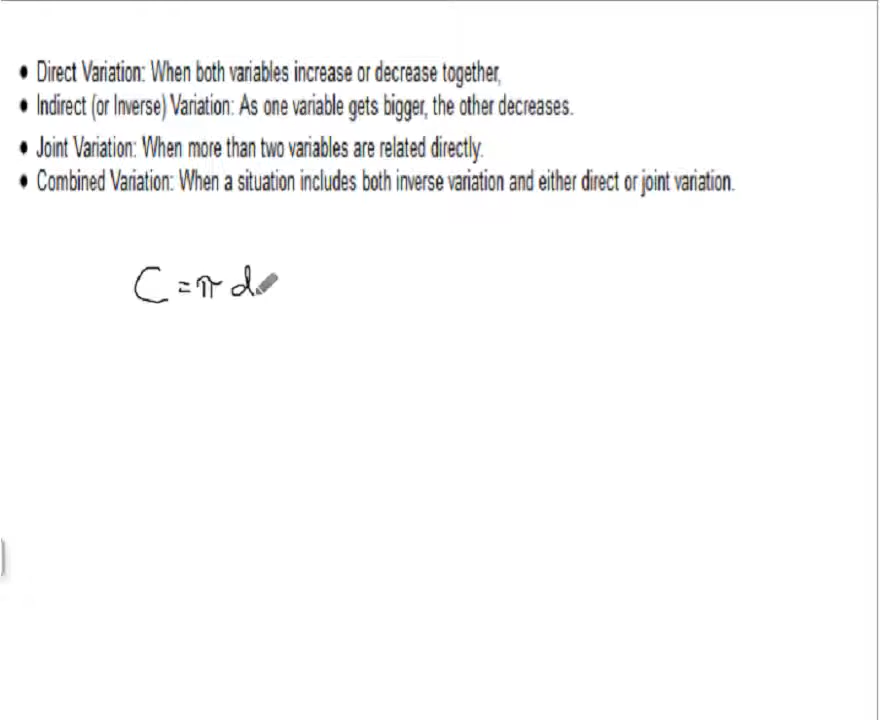 • Direct Variation: When both variables increase or decrease together,
• Indirect (or Inverse) Variation: As one variable gets bigger, the other decreases.
• Joint Variation: When more than two variables are related directly.
• Combined Variation: When a situation includes both inverse variation and either direct or joint variation.
C = π d